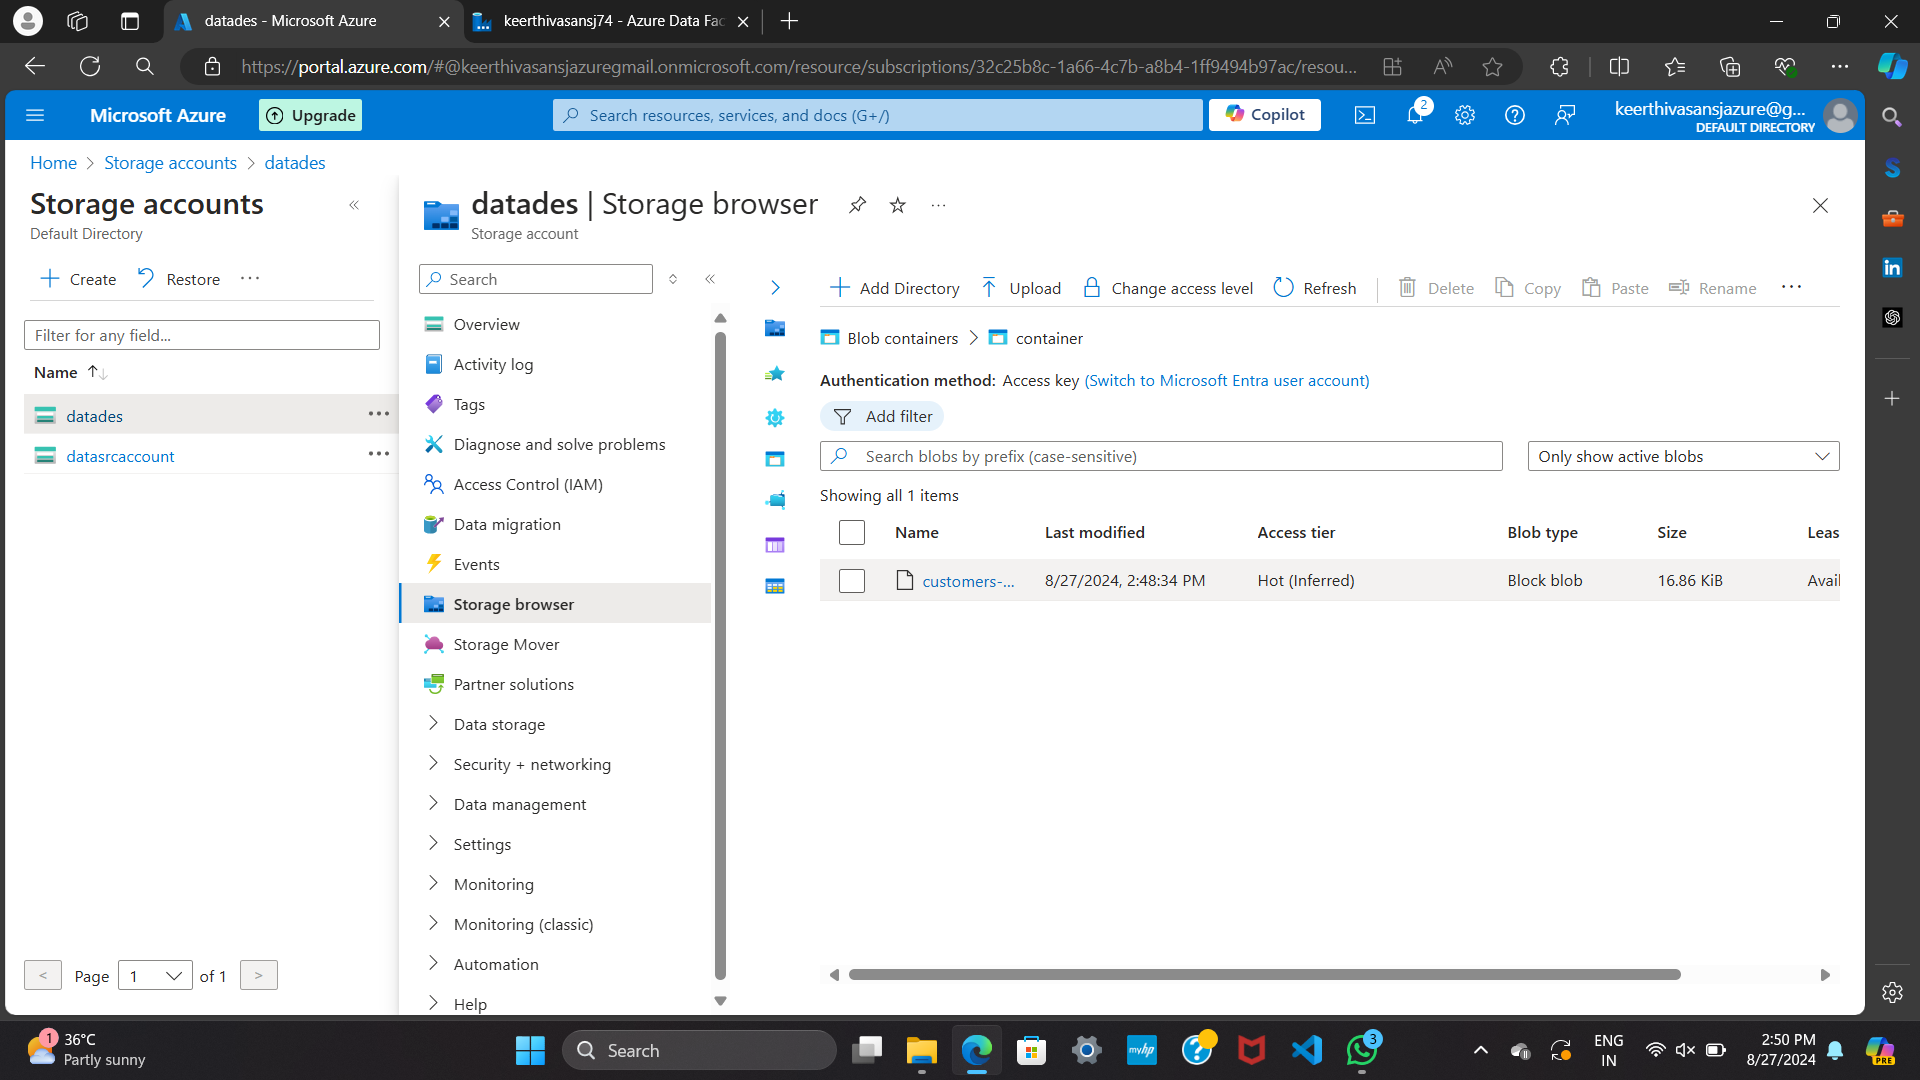 datades - Microsoft Azure
keerthivasansj74 - Azure Data Fac
https://portal.azure.com/#@keerthivasansjazuregmail.onmicrosoft.com/resource/subscriptions/32c25b8c-1a66-4c7b-a8b4-1ff9494b97ac/resou...
Microsoft Azure
Upgrade
Search resources, services, and docs (G+/)
Copilot
2
keerthivasansjazure@g...
DEFAULT DIRECTORY
Home > Storage accounts > datades
Storage accounts
Default Directory
Create
Restore
...
Filter for any field...
Name
datades
...
datasrcaccount
...
< Page 1 of 1 >
datades | Storage browser
...
Storage account
Search
Overview
Activity log
Tags
Diagnose and solve problems
Access Control (IAM)
Data migration
Events
Storage browser
Storage Mover
Partner solutions
Data storage
Security + networking
Data management
Settings
Monitoring
Monitoring (classic)
Automation
Help
Add Directory
Upload
Change access level
Refresh
Delete
Copy
Paste
Rename
...
Blob containers > container
Authentication method: Access key (Switch to Microsoft Entra user account)
Add filter
Search blobs by prefix (case-sensitive)
Only show active blobs
Showing all 1 items
Name Last modified Access tier Blob type Size Leas
customers-... 8/27/2024, 2:48:34 PM Hot (Inferred) Block blob 16.86 KiB Avail
1
36°C
Partly sunny
Search
myhp
3
ENG
IN
2:50 PM
8/27/2024
PRE